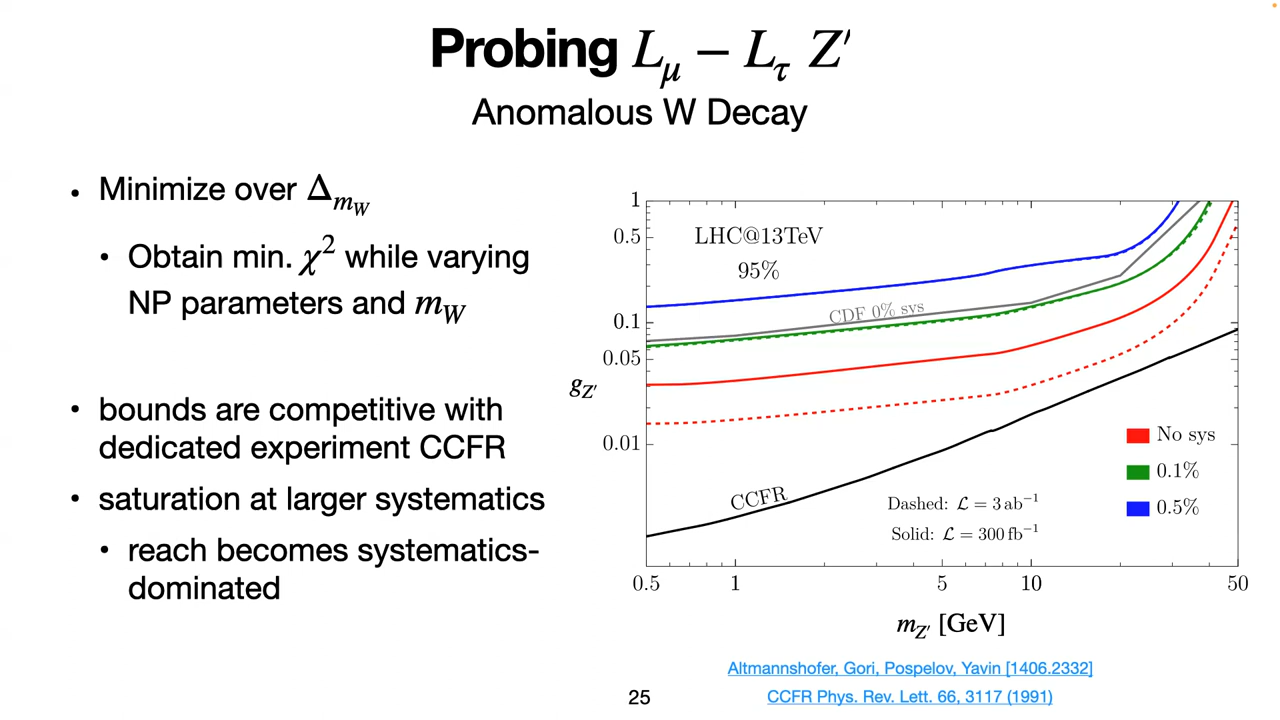 Probing L_μ − L_τ Z′
Anomalous W Decay
• Minimize over Δ_{m_W}
• Obtain min. χ² while varying
NP parameters and m_W
• bounds are competitive with
dedicated experiment CCFR
• saturation at larger systematics
• reach becomes systematics-
dominated
1
0.5
0.1
0.05
0.01
g_{Z′}
LHC@13TeV
95%
CDF 0% sys
CCFR
No sys
0.1%
0.5%
Dashed: ℒ = 3 ab⁻¹
Solid: ℒ = 300 fb⁻¹
0.5 1 5 10 50
m_{Z′} [GeV]
Altmannshofer, Gori, Pospelov, Yavin [1406.2332]
CCFR Phys. Rev. Lett. 66, 3117 (1991)
25